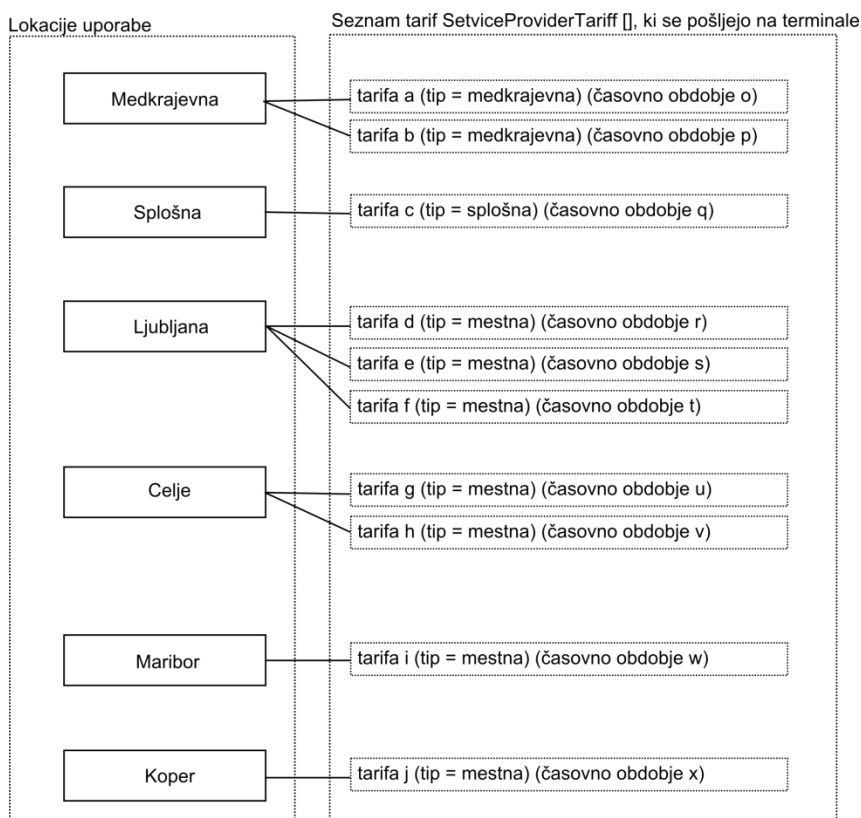 Lokacije uporabe
Seznam tarif SetviceProviderTariff [], ki se pošljejo na terminale
Medkrajevna
tarifa a (tip = medkrajevna) (časovno obdobje o)
tarifa b (tip = medkrajevna) (časovno obdobje p)
Splošna
tarifa c (tip = splošna) (časovno obdobje q)
Ljubljana
tarifa d (tip = mestna) (časovno obdobje r)
tarifa e (tip = mestna) (časovno obdobje s)
tarifa f (tip = mestna) (časovno obdobje t)
Celje
tarifa g (tip = mestna) (časovno obdobje u)
tarifa h (tip = mestna) (časovno obdobje v)
Maribor
tarifa i (tip = mestna) (časovno obdobje w)
Koper
tarifa j (tip = mestna) (časovno obdobje x)